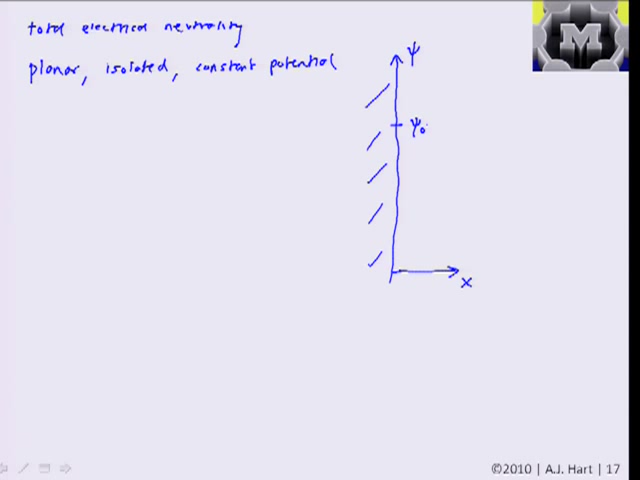 total electrical neutrality
planar, isolated, constant potential
ψ
ψ₀
x
M
©2010 | A.J. Hart | 17